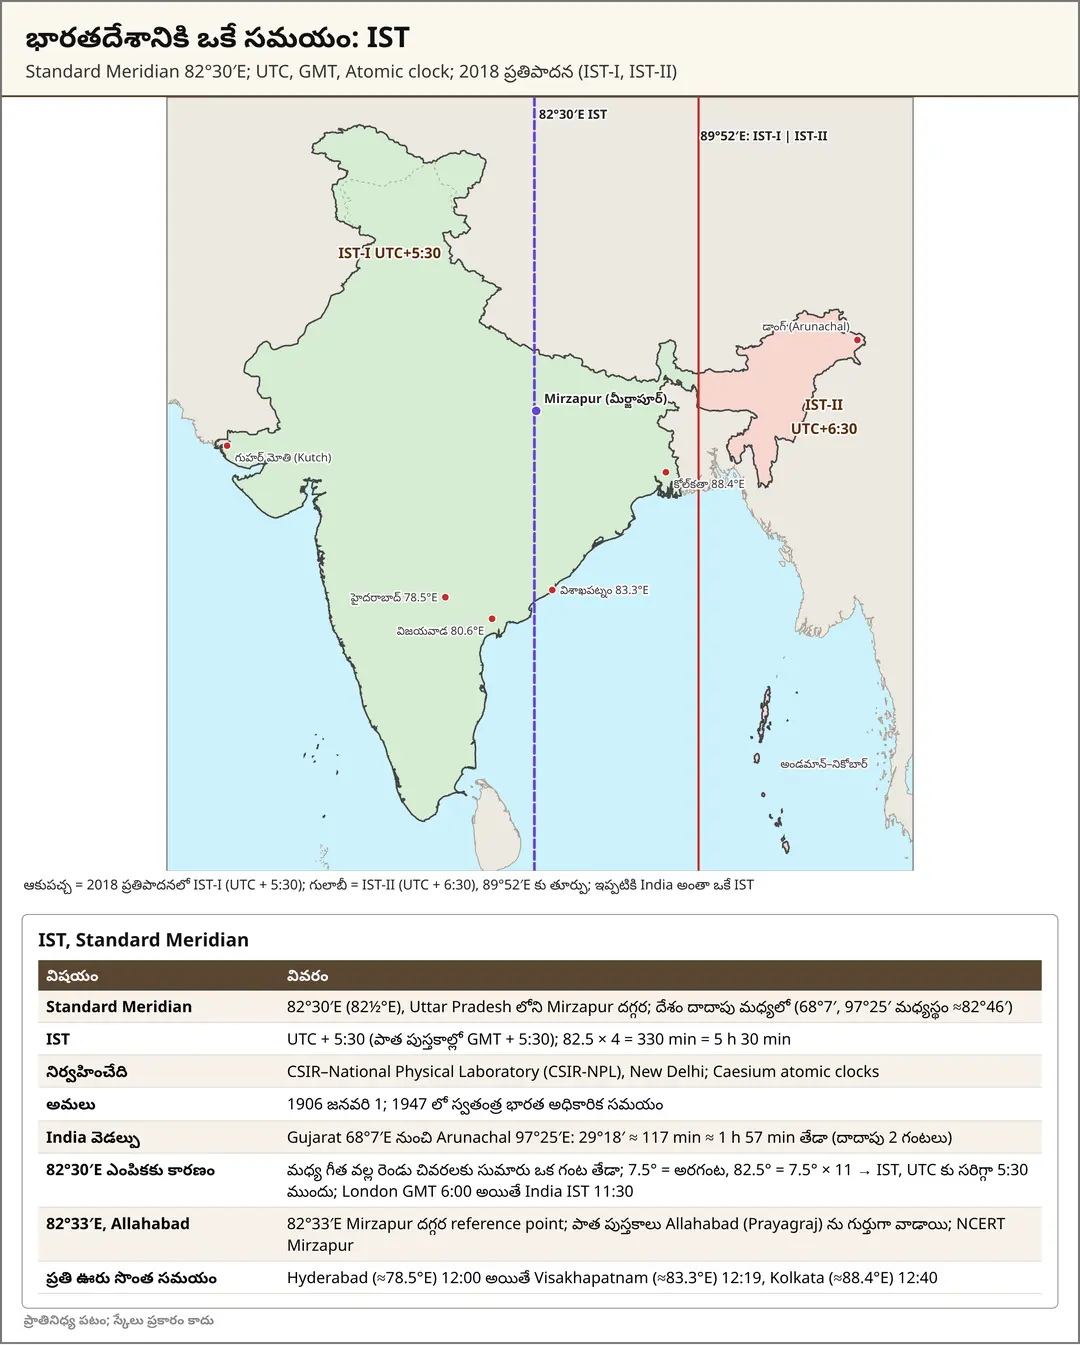 భారతదేశానికి ఒకే సమయం: IST
Standard Meridian 82°30′E; UTC, GMT, Atomic clock; 2018 ప్రతిపాదన (IST-I, IST-II)
82°30′E IST
89°52′E: IST-I | IST-II
IST-I UTC+5:30
డాంగ్ (Arunachal)
Mirzapur (మీర్జాపూర్)
IST-II
UTC+6:30
గుహర్ మోతి (Kutch)
కోల్‌కతా 88.4°E
హైదరాబాద్ 78.5°E
విశాఖపట్నం 83.3°E
విజయవాడ 80.6°E
అండమాన్–నికోబార్
ఆకుపచ్చ = 2018 ప్రతిపాదనలో IST-I (UTC + 5:30); గులాబీ = IST-II (UTC + 6:30), 89°52′E కు తూర్పు; ఇప్పటికి India అంతా ఒకే IST
IST, Standard Meridian
విషయం వివరం
Standard Meridian 82°30′E (82½°E), Uttar Pradesh లోని Mirzapur దగ్గర; దేశం దాదాపు మధ్యలో (68°7′, 97°25′ మధ్యస్థం ≈82°46′)
IST UTC + 5:30 (పాత పుస్తకాల్లో GMT + 5:30); 82.5 × 4 = 330 min = 5 h 30 min
నిర్వహించేది CSIR–National Physical Laboratory (CSIR-NPL), New Delhi; Caesium atomic clocks
అమలు 1906 జనవరి 1; 1947 లో స్వతంత్ర భారత అధికారిక సమయం
India వెడల్పు Gujarat 68°7′E నుంచి Arunachal 97°25′E: 29°18′ ≈ 117 min ≈ 1 h 57 min తేడా (దాదాపు 2 గంటలు)
82°30′E ఎంపికకు కారణం మధ్య గీత వల్ల రెండు చివరలకు సుమారు ఒక గంట తేడా; 7.5° = అరగంట, 82.5° = 7.5° × 11 → IST, UTC కు సరిగ్గా 5:30
ముందు; London GMT 6:00 అయితే India IST 11:30
82°33′E, Allahabad 82°33′E Mirzapur దగ్గర reference point; పాత పుస్తకాలు Allahabad (Prayagraj) ను గుర్తుగా వాడాయి; NCERT
Mirzapur
ప్రతి ఊరు సొంత సమయం Hyderabad (≈78.5°E) 12:00 అయితే Visakhapatnam (≈83.3°E) 12:19, Kolkata (≈88.4°E) 12:40
ప్రాతినిధ్య పటం; స్కేలు ప్రకారం కాదు